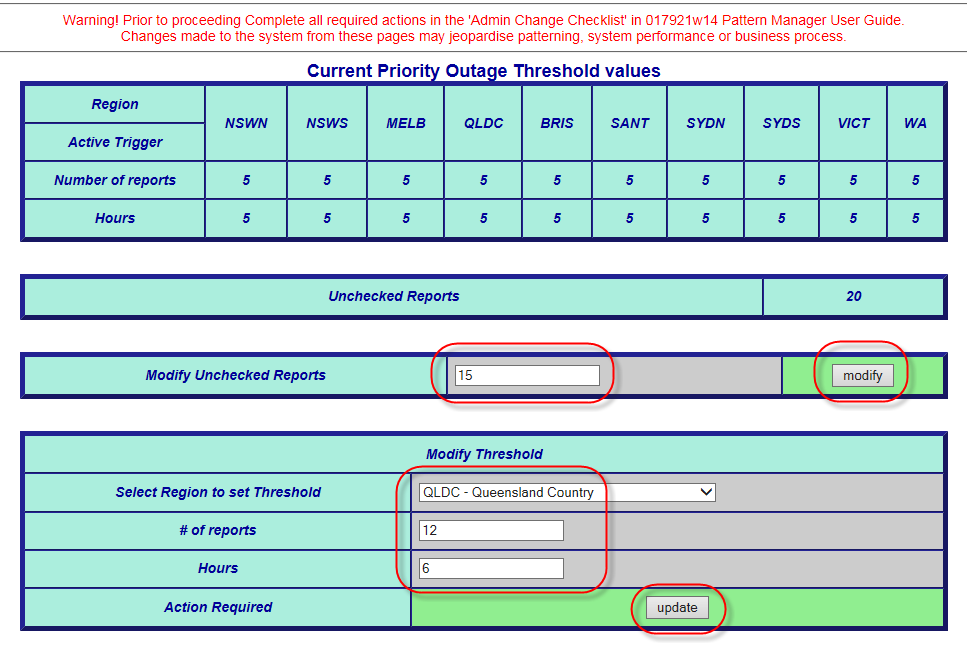 Warning! Prior to proceeding Complete all required actions in the 'Admin Change Checklist' in 017921w14 Pattern Manager User Guide.
Changes made to the system from these pages may jeopardise patterning, system performance or business process.
Current Priority Outage Threshold values
Region
NSWN NSWS MELB QLDC BRIS SANT SYDN SYDS VICT WA
Active Trigger
Number of reports 5 5 5 5 5 5 5 5 5 5
Hours 5 5 5 5 5 5 5 5 5 5
Unchecked Reports 20
Modify Unchecked Reports 15 modify
Modify Threshold
Select Region to set Threshold QLDC - Queensland Country
# of reports 12
Hours 6
Action Required update